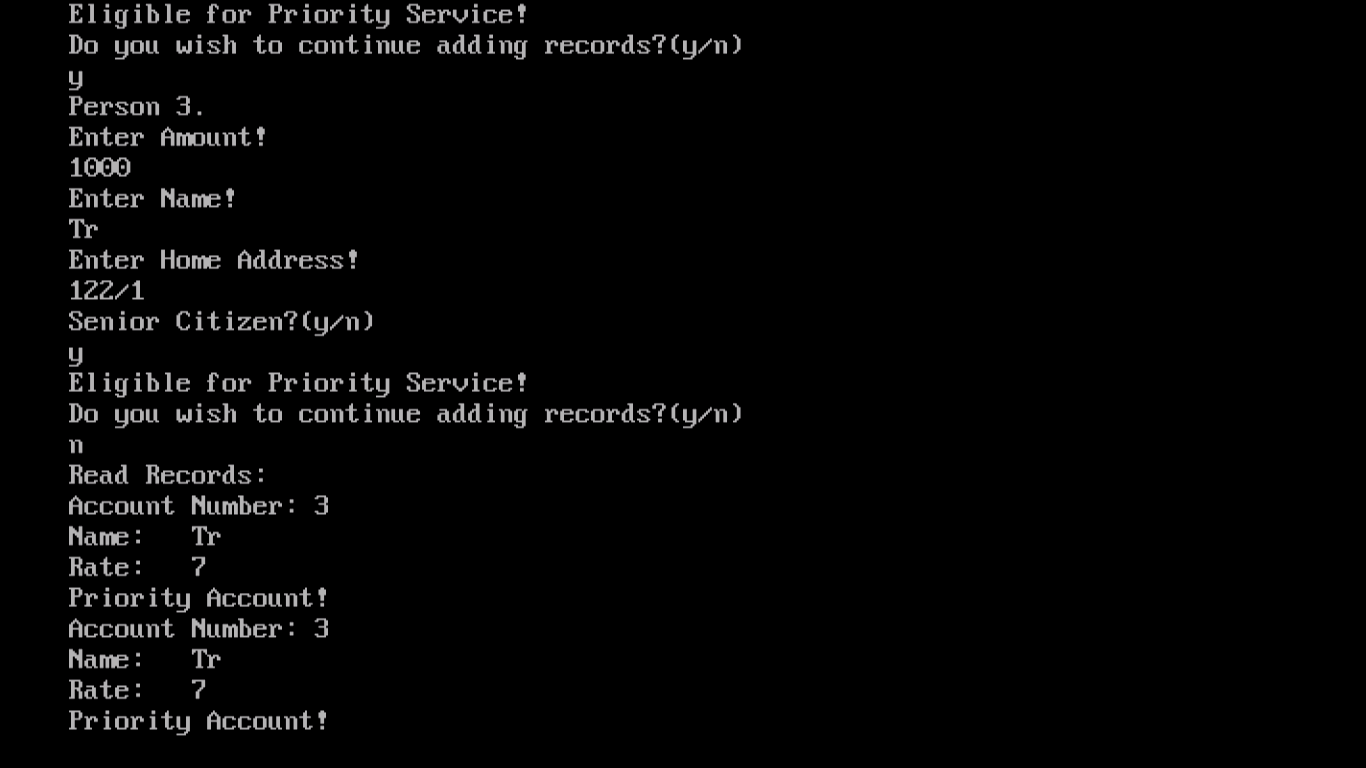 Eligible for Priority Service!
Do you wish to continue adding records?(y/n)
y
Person 3.
Enter Amount!
1000
Enter Name!
Tr
Enter Home Address!
122/1
Senior Citizen?(y/n)
y
Eligible for Priority Service!
Do you wish to continue adding records?(y/n)
n
Read Records:
Account Number: 3
Name:   Tr
Rate:   7
Priority Account!
Account Number: 3
Name:   Tr
Rate:   7
Priority Account!